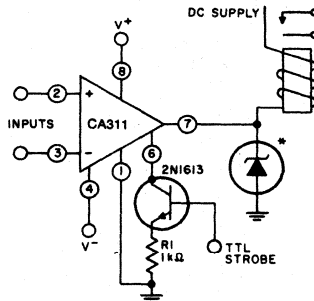 DC SUPPLY
V+
8
2
+
INPUTS
CA311
7
3
-
6
1
4
2N1613
*
V-
R1
1kΩ
TTL
STROBE